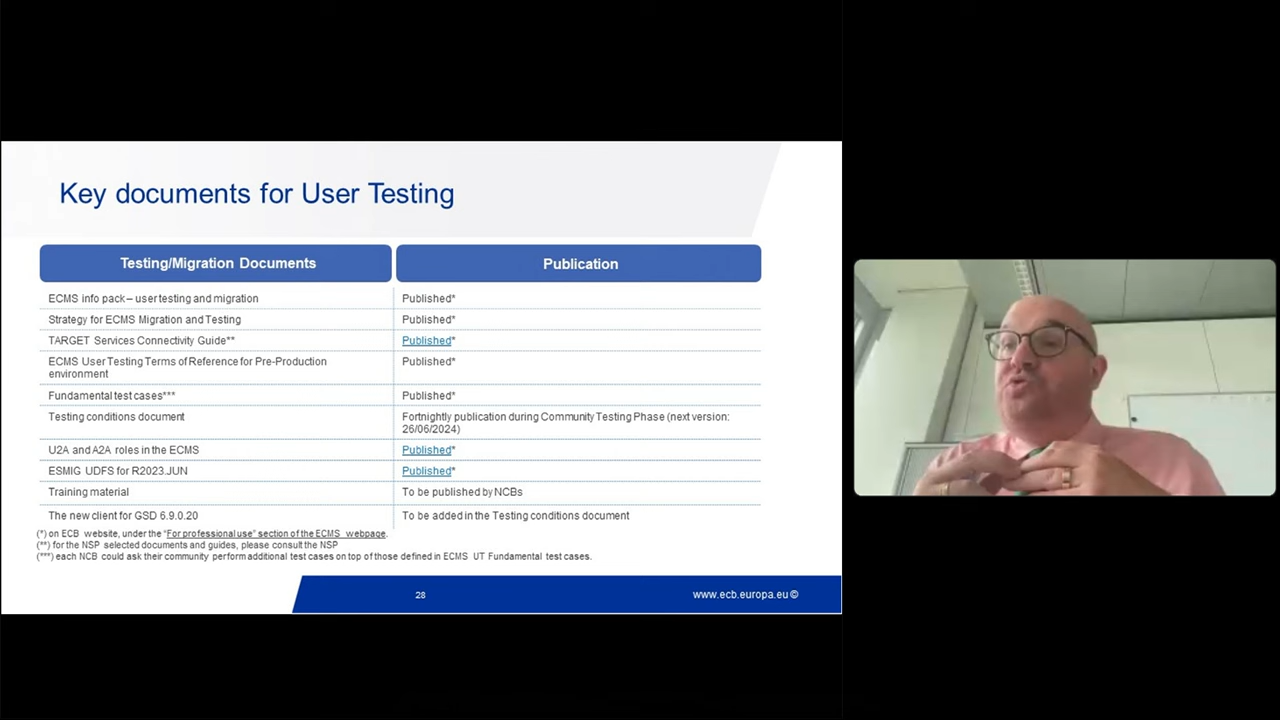 Key documents for User Testing
Testing/Migration Documents
Publication
ECMS info pack – user testing and migration
Published*
Strategy for ECMS Migration and Testing
Published*
TARGET Services Connectivity Guide**
Published*
ECMS User Testing Terms of Reference for Pre-Production
environment
Published*
Fundamental test cases***
Published*
Testing conditions document
Fortnightly publication during Community Testing Phase (next version:
26/06/2024)
U2A and A2A roles in the ECMS
Published*
ESMIG UDFS for R2023.JUN
Published*
Training material
To be published by NCBs
The new client for GSD 6.9.0.20
To be added in the Testing conditions document
(*) on ECB website, under the "For professional use" section of the ECMS webpage.
(**) for the NSP selected documents and guides, please consult the NSP
(***) each NCB could ask their community perform additional test cases on top of those defined in ECMS UT Fundamental test cases.
28
www.ecb.europa.eu ©